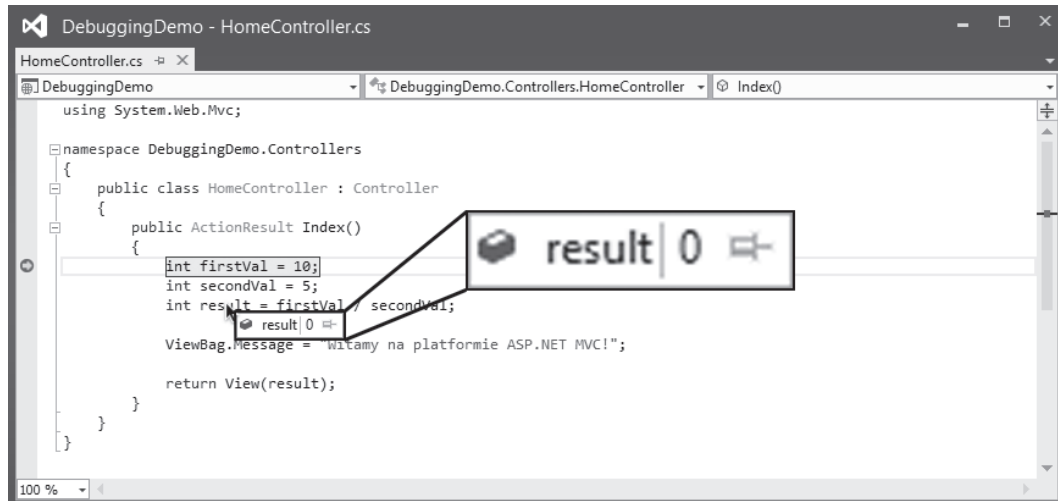 DebuggingDemo - HomeController.cs
HomeController.cs
DebuggingDemo DebuggingDemo.Controllers.HomeController Index()
using System.Web.Mvc;
namespace DebuggingDemo.Controllers
{
public class HomeController : Controller
{
public ActionResult Index()
{
int firstVal = 10;
int secondVal = 5;
int result = firstVal / secondVal;
result 0
result 0
ViewBag.Message = "Witamy na platformie ASP.NET MVC!";
return View(result);
}
}
}
100 %